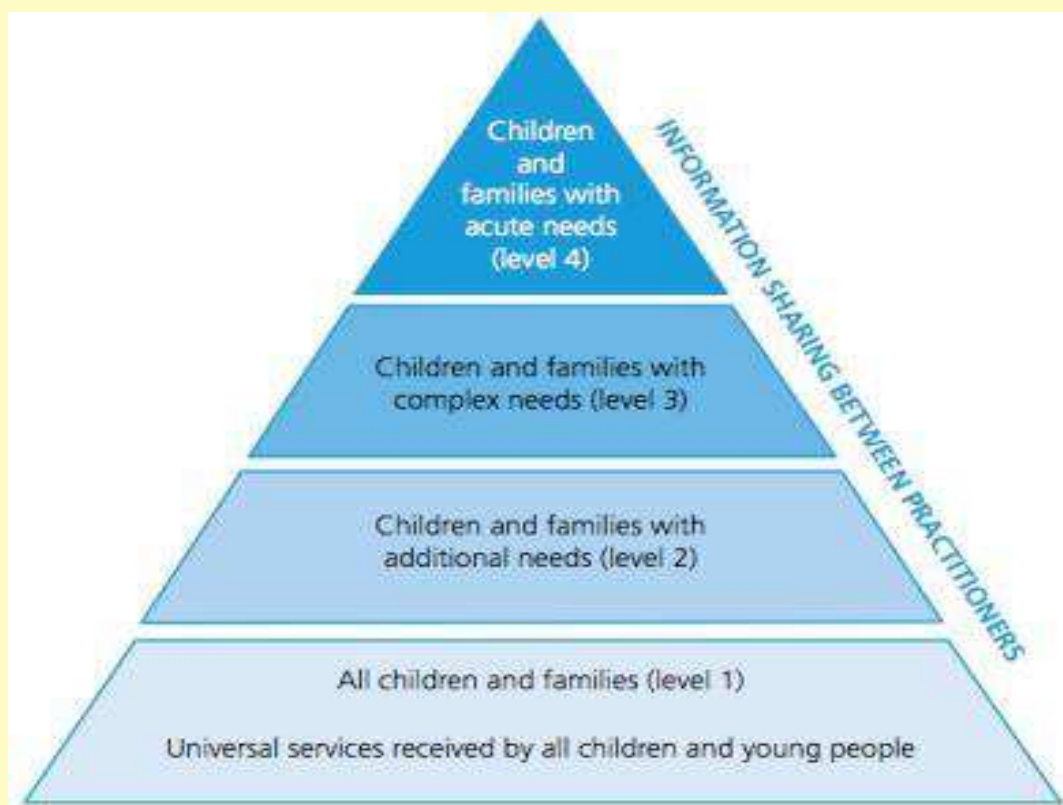 Children
and
families with
acute needs
(level 4)
INFORMATION SHARING BETWEEN PRACTITIONERS
Children and families with
complex needs (level 3)
Children and families with
additional needs (level 2)
All children and families (level 1)
Universal services received by all children and young people